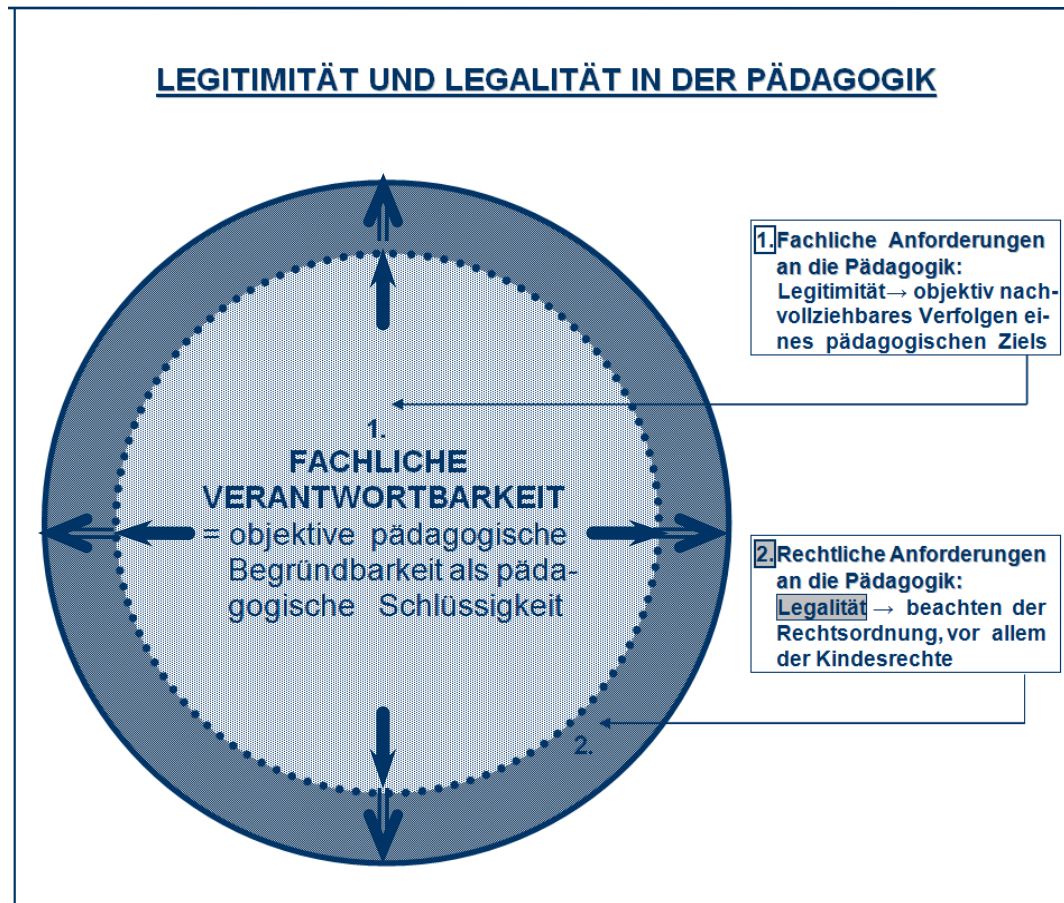 LEGITIMITÄT UND LEGALITÄT IN DER PÄDAGOGIK
1. Fachliche Anforderungen
an die Pädagogik:
Legitimität → objektiv nach-
vollziehbares Verfolgen ei-
nes pädagogischen Ziels
1.
FACHLICHE
VERANTWORTBARKEIT
= objektive pädagogische
Begründbarkeit als päda-
gogische Schlüssigkeit
2. Rechtliche Anforderungen
an die Pädagogik:
Legalität → beachten der
Rechtsordnung, vor allem
der Kindesrechte
2.